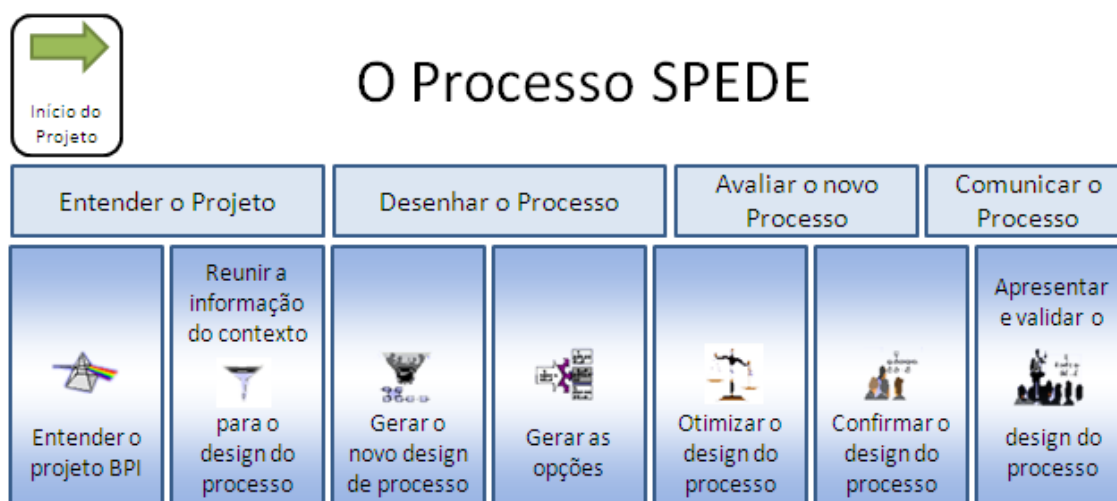 Início do
Projeto
O Processo SPEDE
Entender o Projeto
Desenhar o Processo
Avaliar o novo
Processo
Comunicar o
Processo
Entender o
projeto BPI
Reunir a
informação
do contexto
para o
design do
processo
Gerar o
novo design
de processo
Gerar as
opções
Otimizar o
design do
processo
Confirmar o
design do
processo
Apresentar
e validar o
design do
processo